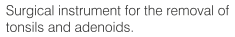 Surgical instrument for the removal of
tonsils and adenoids.